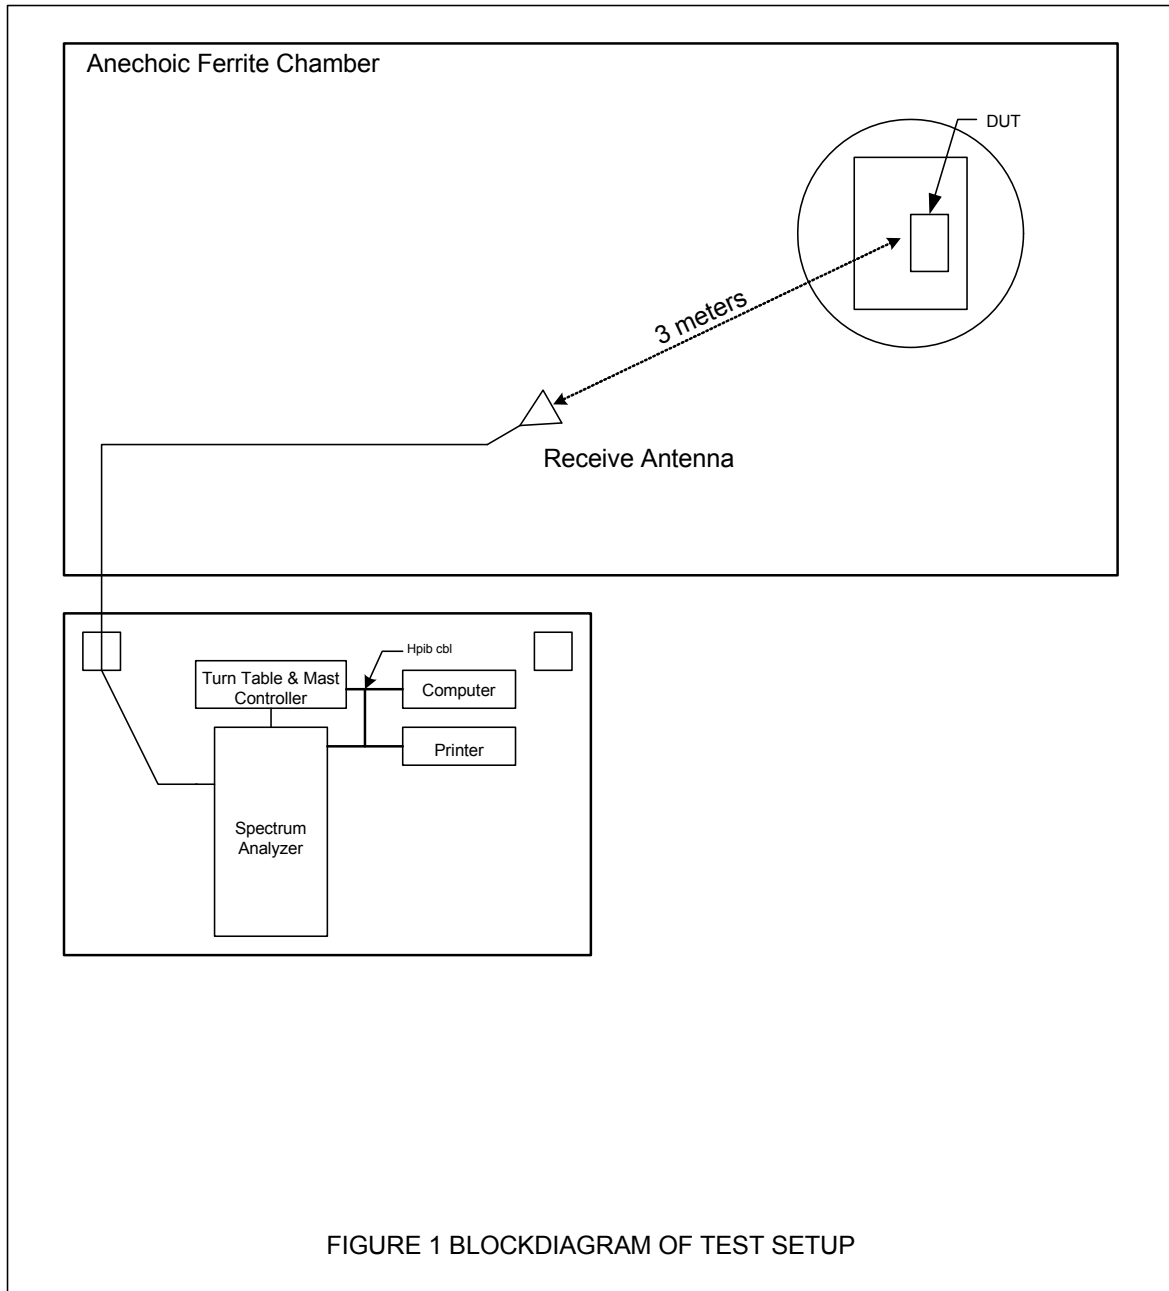 Anechoic Ferrite Chamber
DUT
3 meters
Receive Antenna
Hpib cbl
Turn Table & Mast
Controller
Computer
Printer
Spectrum
Analyzer
FIGURE 1 BLOCKDIAGRAM OF TEST SETUP